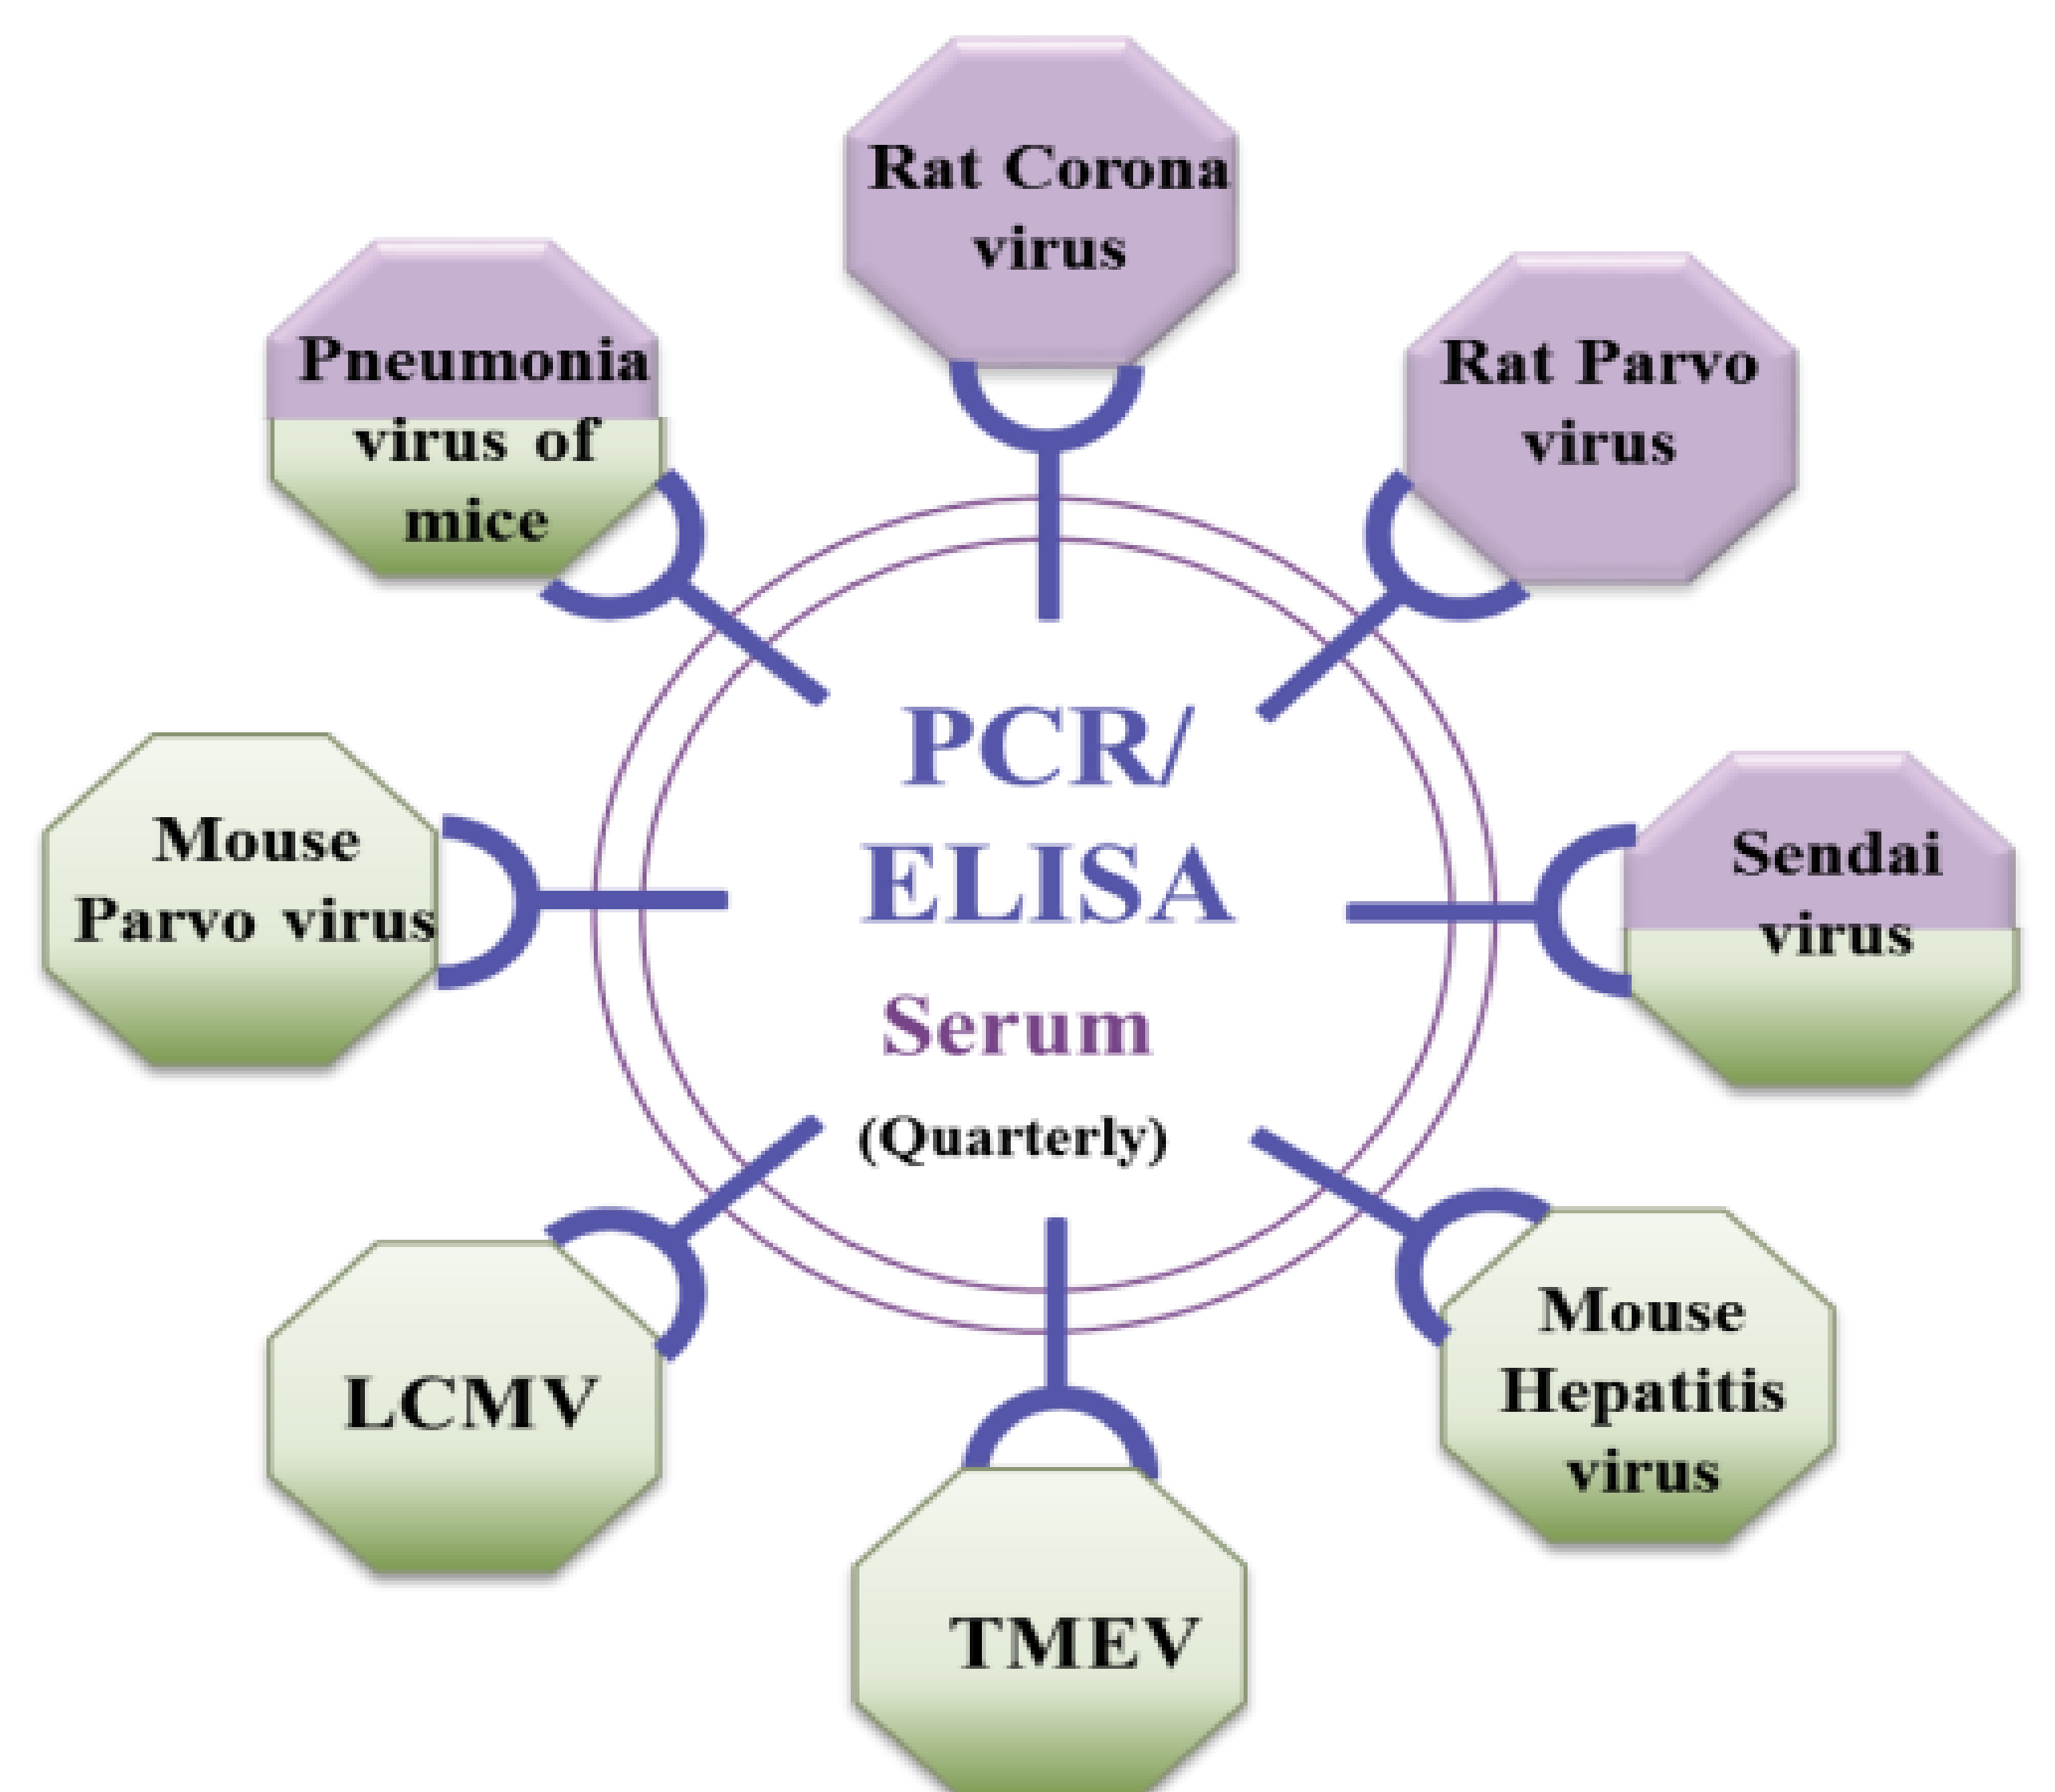 Rat Corona
virus
Pneumonia
virus of
mice
Rat Parvo
virus
PCR/
ELISA
Serum
(Quarterly)
Mouse
Parvo virus
Sendai
virus
LCMV
Mouse
Hepatitis
virus
TMEV